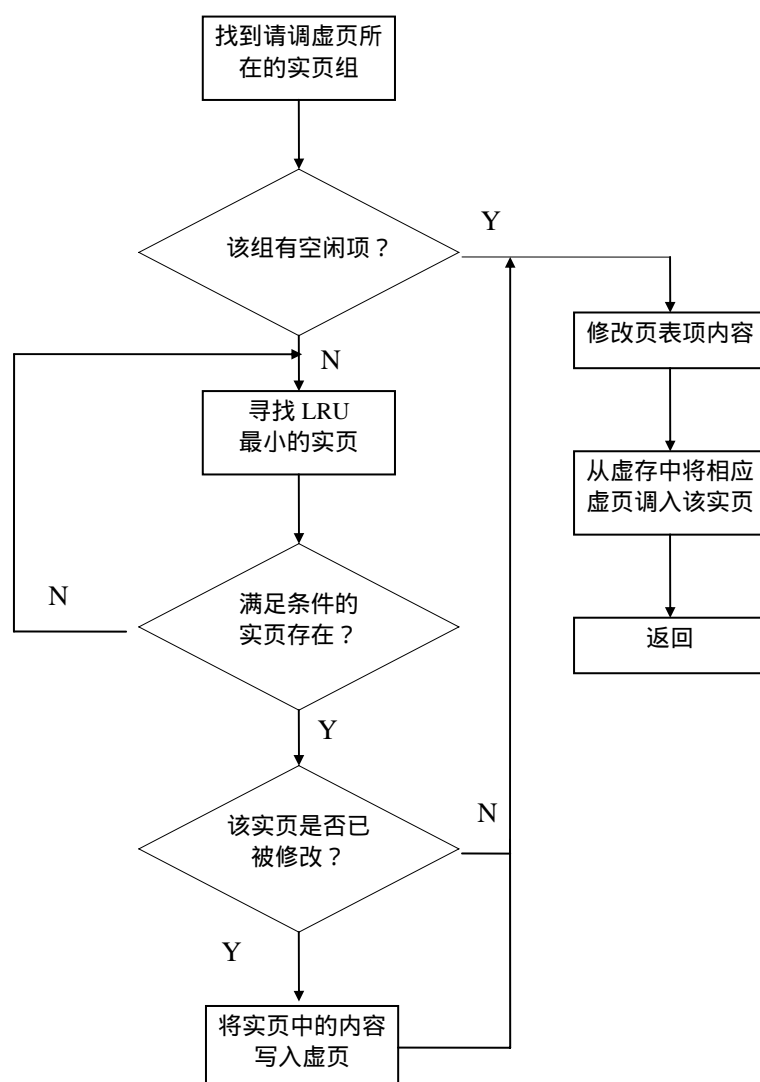 找到请调虚页所
在的实页组
该组有空闲项？
Y
N
修改页表项内容
寻找 LRU
最小的实页
从虚存中将相应
虚页调入该实页
N
满足条件的
实页存在？
返回
Y
该实页是否已
被修改？
N
Y
将实页中的内容
写入虚页